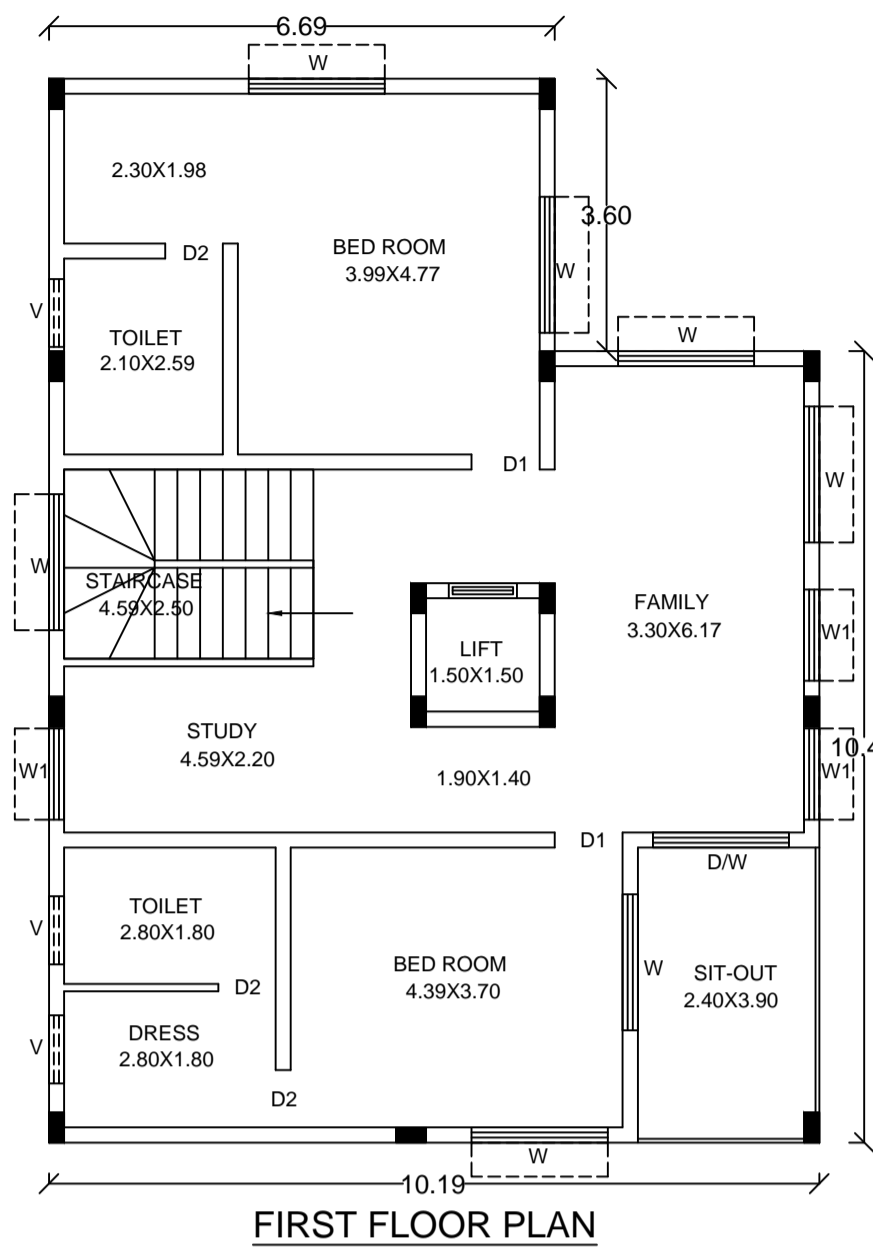 6.69
W
2.30X1.98
3.60
BED ROOM
3.99X4.77
D2
W
V
TOILET
2.10X2.59
W
D1
W
W
STAIRCASE
4.59X2.50
FAMILY
3.30X6.17
W1
LIFT
1.50X1.50
STUDY
4.59X2.20
W1
1.90X1.40
W1
D1
D/W
TOILET
2.80X1.80
V
BED ROOM
4.39X3.70
W
SIT-OUT
2.40X3.90
D2
DRESS
2.80X1.80
V
D2
W
10.19
FIRST FLOOR PLAN